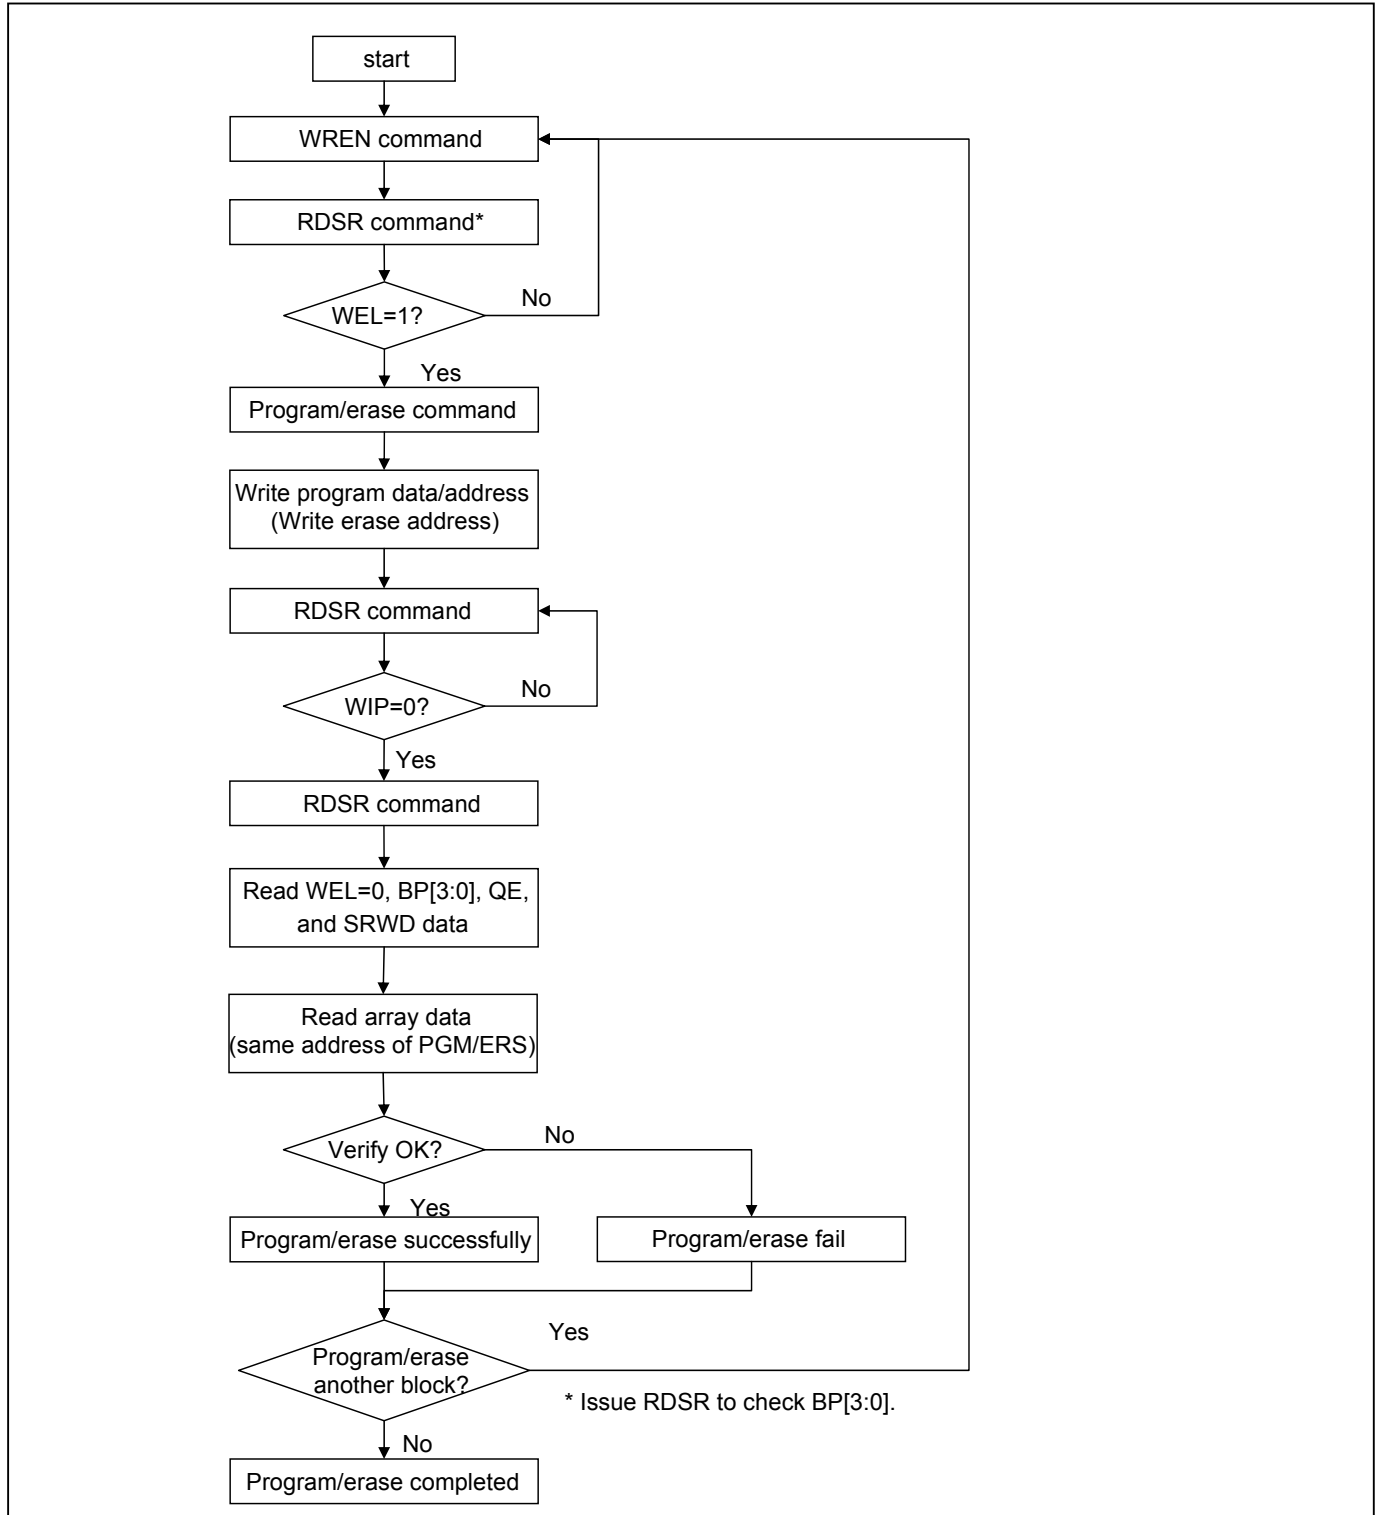 start
WREN command
RDSR command*
WEL=1?
No
Yes
Program/erase command
Write program data/address
(Write erase address)
RDSR command
WIP=0?
No
Yes
RDSR command
Read WEL=0, BP[3:0], QE,
and SRWD data
Read array data
(same address of PGM/ERS)
Verify OK?
No
Yes
Program/erase successfully
Program/erase fail
Yes
Program/erase
another block?
* Issue RDSR to check BP[3:0].
No
Program/erase completed